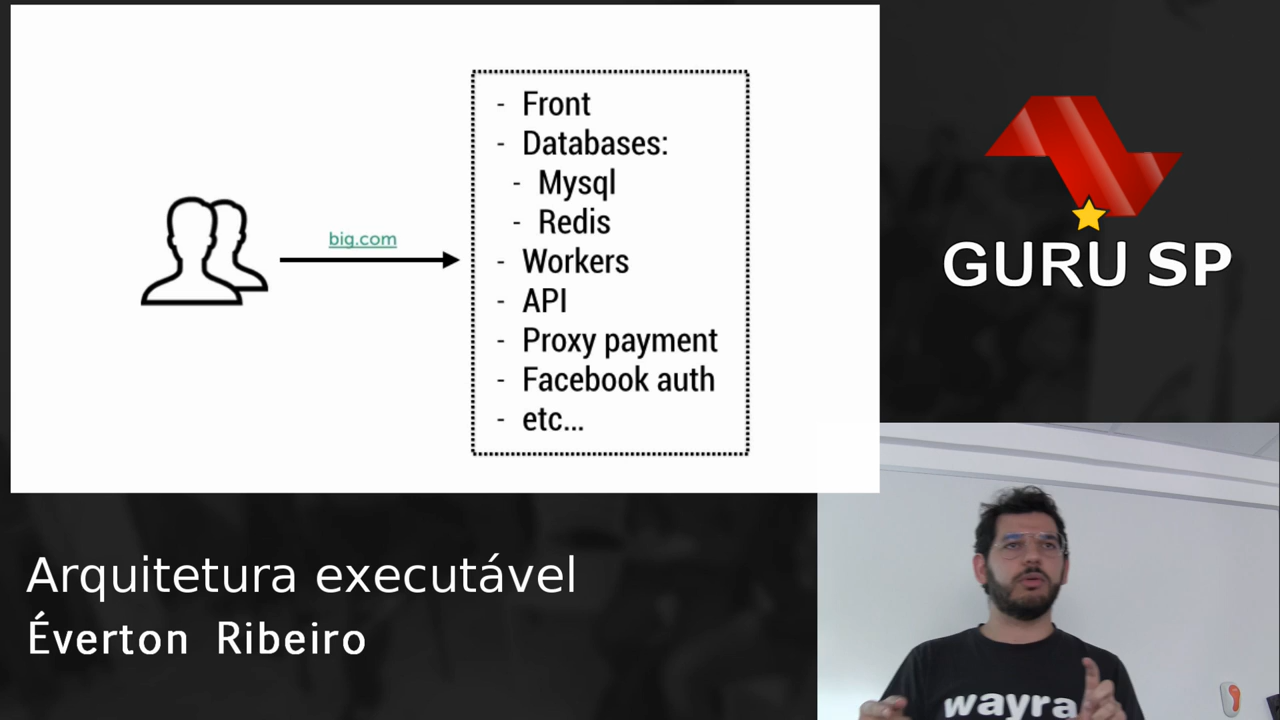 big.com
- Front
- Databases:
- Mysql
- Redis
- Workers
- API
- Proxy payment
- Facebook auth
- etc...
GURU SP
Arquitetura executável
Éverton Ribeiro
wayra